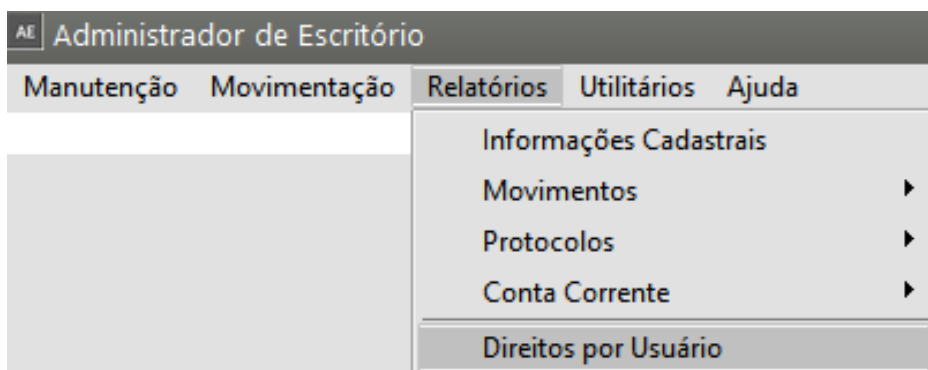 AE Administrador de Escritório
Manutenção Movimentação Relatórios Utilitários Ajuda
Informações Cadastrais
Movimentos
Protocolos
Conta Corrente
Direitos por Usuário